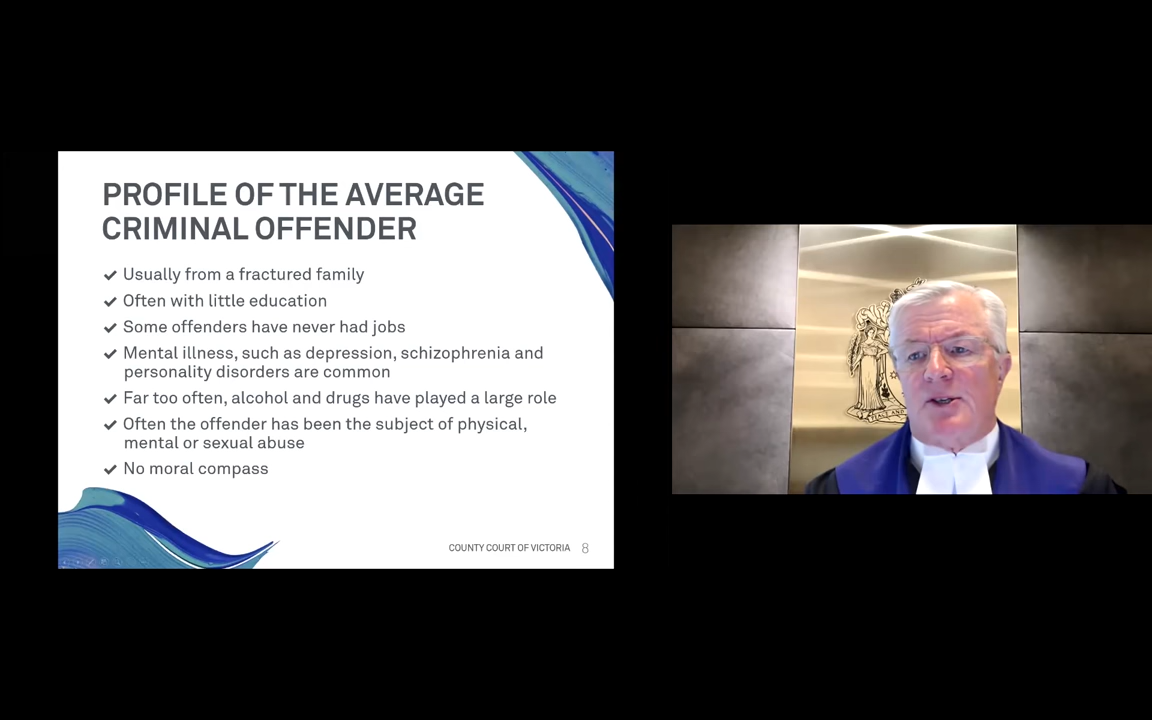 PROFILE OF THE AVERAGE
CRIMINAL OFFENDER
✔ Usually from a fractured family
✔ Often with little education
✔ Some offenders have never had jobs
✔ Mental illness, such as depression, schizophrenia and
personality disorders are common
✔ Far too often, alcohol and drugs have played a large role
✔ Often the offender has been the subject of physical,
mental or sexual abuse
✔ No moral compass
COUNTY COURT OF VICTORIA 8
PEACE AND